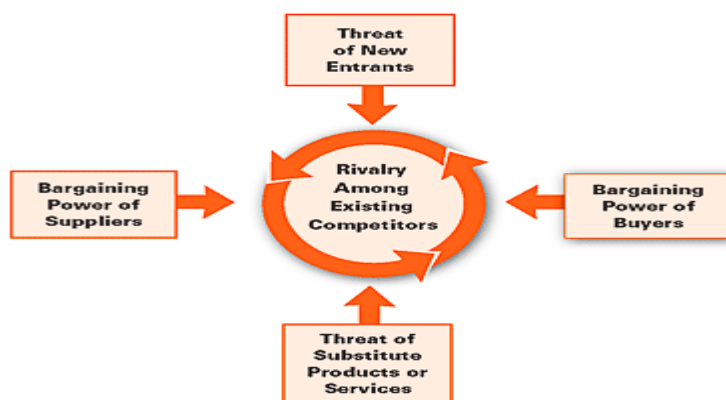 Threat
of New
Entrants
Bargaining
Power of
Suppliers
Rivalry
Among
Existing
Competitors
Bargaining
Power of
Buyers
Threat of
Substitute
Products or
Services